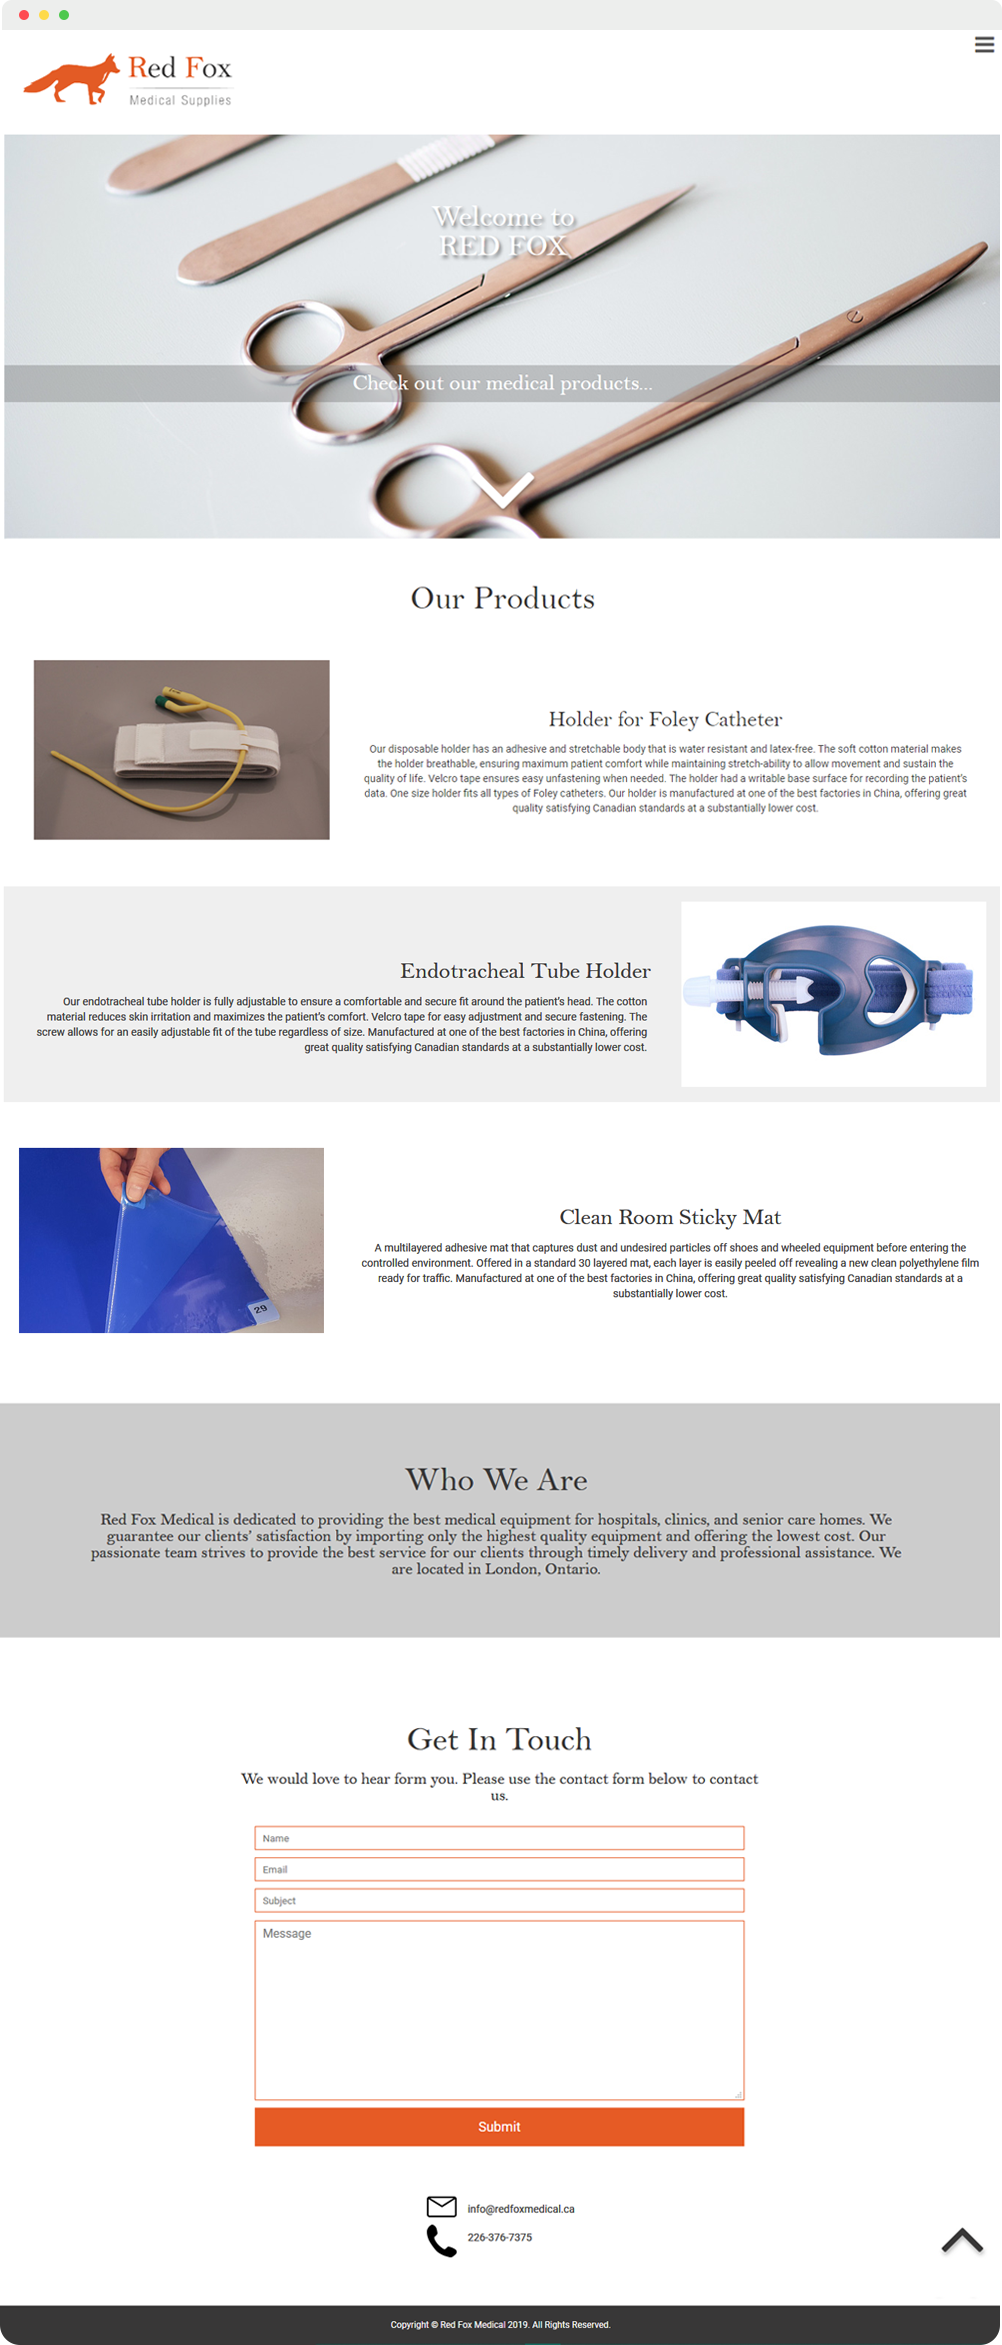 Red Fox
Medical Supplies
Welcome to
RED FOX
Check out our medical products...
Our Products
Holder for Foley Catheter
Our disposable holder has an adhesive and stretchable body that is water resistant and latex-free. The soft cotton material makes
the holder breathable, ensuring maximum patient comfort while maintaining stretch-ability to allow movement and sustain the
quality of life. Velcro tape ensures easy unfastening when needed. The holder had a writable base surface for recording the patient's
data. One size holder fits all types of Foley catheters. Our holder is manufactured at one of the best factories in China, offering great
quality satisfying Canadian standards at a substantially lower cost.
Endotracheal Tube Holder
Our endotracheal tube holder is fully adjustable to ensure a comfortable and secure fit around the patient's head. The cotton
material reduces skin irritation and maximizes the patient's comfort. Velcro tape for easy adjustment and secure fastening. The
screw allows for an easily adjustable fit of the tube regardless of size. Manufactured at one of the best factories in China, offering
great quality satisfying Canadian standards at a substantially lower cost.
29
Clean Room Sticky Mat
A multilayered adhesive mat that captures dust and undesired particles off shoes and wheeled equipment before entering the
controlled environment. Offered in a standard 30 layered mat, each layer is easily peeled off revealing a new clean polyethylene film
ready for traffic. Manufactured at one of the best factories in China, offering great quality satisfying Canadian standards at a
substantially lower cost.
Who We Are
Red Fox Medical is dedicated to providing the best medical equipment for hospitals, clinics, and senior care homes. We
guarantee our clients' satisfaction by importing only the highest quality equipment and offering the lowest cost. Our
passionate team strives to provide the best service for our clients through timely delivery and professional assistance. We
are located in London, Ontario.
Get In Touch
We would love to hear form you. Please use the contact form below to contact
us.
Name
Email
Subject
Message
Submit
info@redfoxmedical.ca
226-376-7375
Copyright © Red Fox Medical 2019. All Rights Reserved.